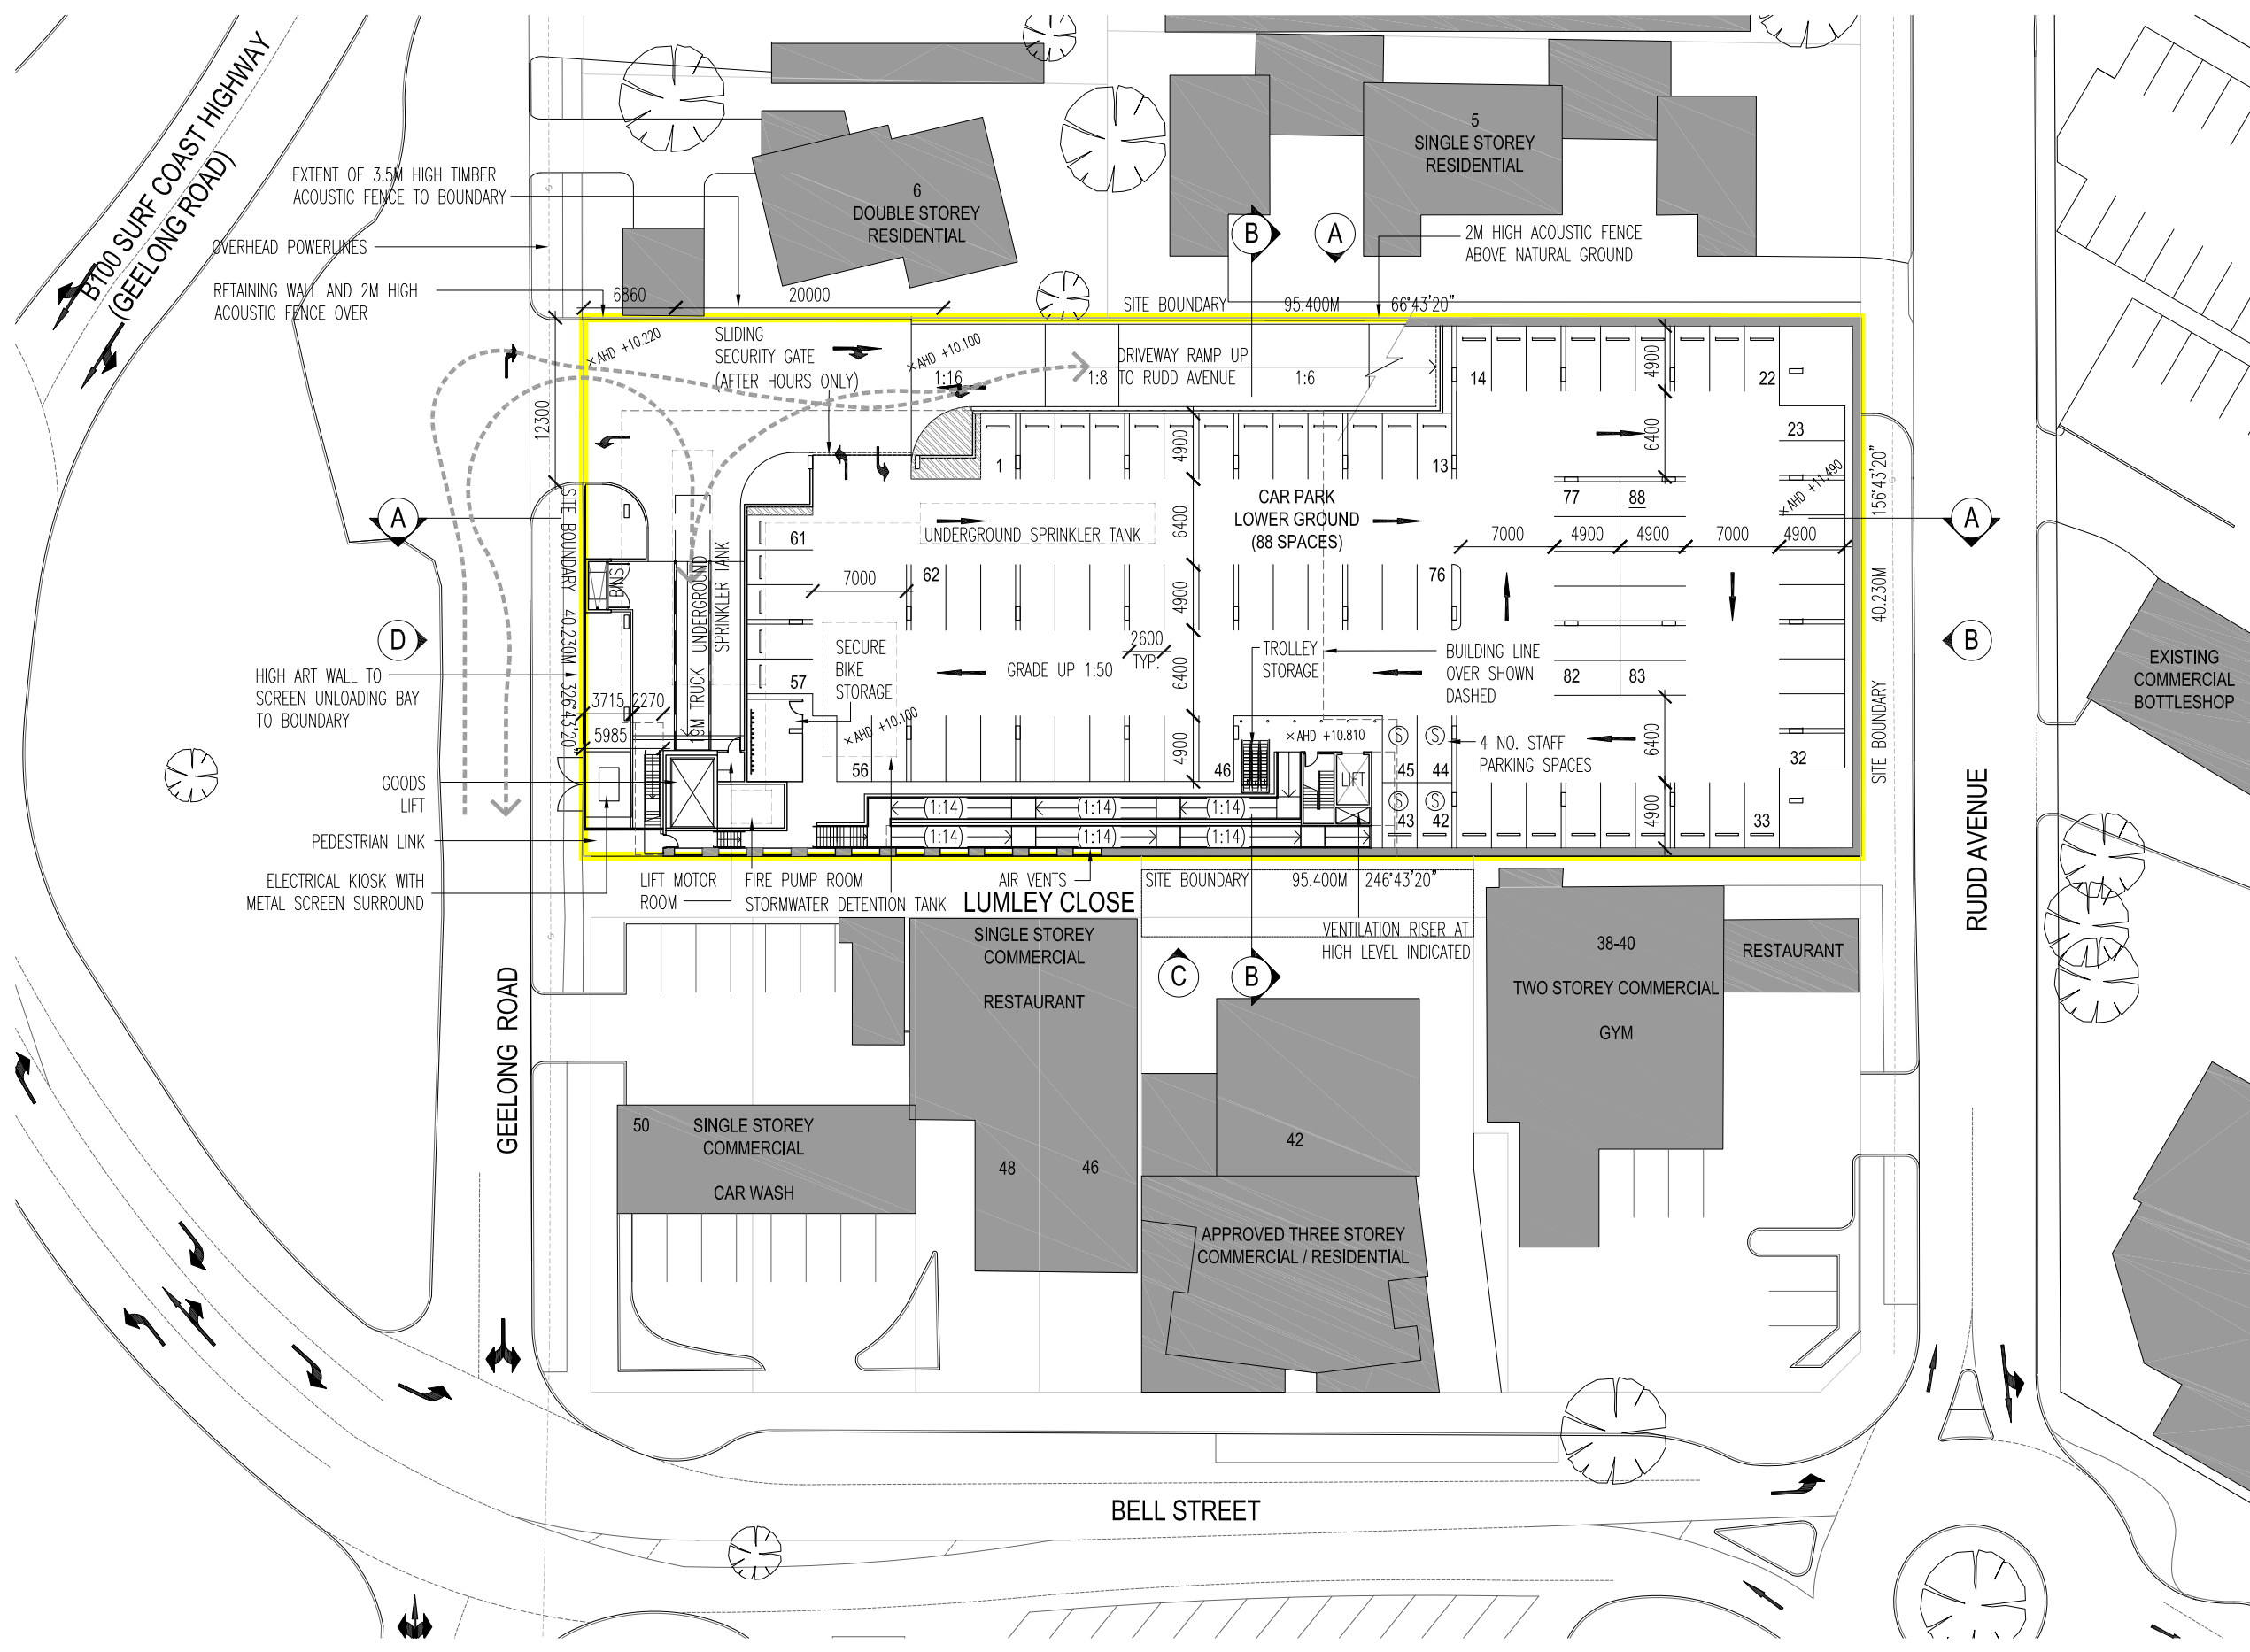 B100 SURF COAST HIGHWAY
(GEELONG ROAD)
EXTENT OF 3.5M HIGH TIMBER
ACOUSTIC FENCE TO BOUNDARY
OVERHEAD POWERLINES
RETAINING WALL AND 2M HIGH
ACOUSTIC FENCE OVER
6
DOUBLE STOREY
RESIDENTIAL
5
SINGLE STOREY
RESIDENTIAL
B
A
2M HIGH ACOUSTIC FENCE
ABOVE NATURAL GROUND
6860
20000
SITE BOUNDARY
95.400M
66°43'20"
12300
AHD +10.220
SLIDING
SECURITY GATE
(AFTER HOURS ONLY)
AHD +10.100
1:16
1:8
DRIVEWAY RAMP UP
TO RUDD AVENUE
1:6
14
4900
22
23
6400
1
4900
13
77
88
AHD +11.490
156°43'20"
40.230M
SITE BOUNDARY
A
SITE BOUNDARY
40.230M
326°43'20"
CAR PARK
LOWER GROUND
(88 SPACES)
UNDERGROUND SPRINKLER TANK
6400
7000
4900
4900
7000
4900
A
61
BINS
19M TRUCK
UNDERGROUND
SPRINKLER TANK
7000
62
76
4900
D
B
SECURE
BIKE
STORAGE
57
2600
TYP.
GRADE UP 1:50
6400
TROLLEY
STORAGE
BUILDING LINE
OVER SHOWN
DASHED
82
83
EXISTING
COMMERCIAL
BOTTLESHOP
HIGH ART WALL TO
SCREEN UNLOADING BAY
TO BOUNDARY
3715
2270
5985
AHD +10.100
AHD +10.810
S
S
4 NO. STAFF
PARKING SPACES
6400
32
56
4900
46
LIFT
45
44
S
S
43
42
4900
33
GOODS
LIFT
(1:14)
(1:14)
(1:14)
(1:14)
(1:14)
(1:14)
PEDESTRIAN LINK
ELECTRICAL KIOSK WITH
METAL SCREEN SURROUND
LIFT MOTOR
ROOM
FIRE PUMP ROOM
STORMWATER DETENTION TANK
AIR VENTS
LUMLEY CLOSE
SITE BOUNDARY
95.400M
246°43'20"
VENTILATION RISER AT
HIGH LEVEL INDICATED
RUDD AVENUE
SINGLE STOREY
COMMERCIAL
RESTAURANT
C
B
38-40
TWO STOREY COMMERCIAL
GYM
RESTAURANT
GEELONG ROAD
50
SINGLE STOREY
COMMERCIAL
CAR WASH
48
46
42
APPROVED THREE STOREY
COMMERCIAL / RESIDENTIAL
BELL STREET